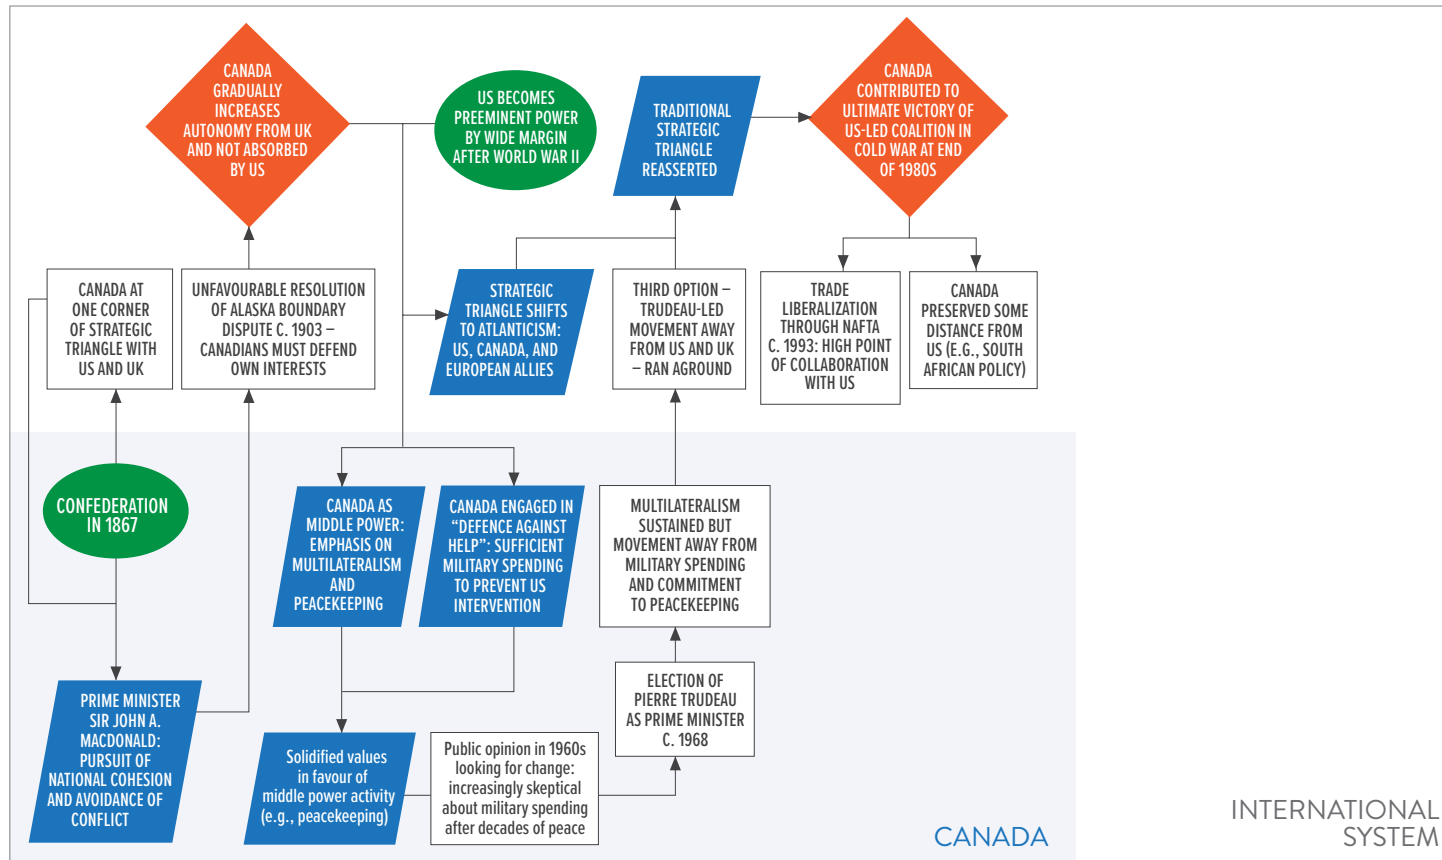 CANADA
GRADUALLY
INCREASES
AUTONOMY FROM UK
AND NOT ABSORBED
BY US
US BECOMES
PREEMINENT POWER
BY WIDE MARGIN
AFTER WORLD WAR II
TRADITIONAL
STRATEGIC
TRIANGLE
REASSERTED
CANADA
CONTRIBUTED TO
ULTIMATE VICTORY OF
US-LED COALITION IN
COLD WAR AT END
OF 1980S
CANADA AT
ONE CORNER
OF STRATEGIC
TRIANGLE WITH
US AND UK
UNFAVOURABLE RESOLUTION
OF ALASKA BOUNDARY
DISPUTE C. 1903 –
CANADIANS MUST DEFEND
OWN INTERESTS
STRATEGIC
TRIANGLE SHIFTS
TO ATLANTICISM:
US, CANADA, AND
EUROPEAN ALLIES
THIRD OPTION –
TRUDEAU-LED
MOVEMENT AWAY
FROM US AND UK
– RAN AGROUND
TRADE
LIBERALIZATION
THROUGH NAFTA
C. 1993: HIGH POINT
OF COLLABORATION
WITH US
CANADA
PRESERVED SOME
DISTANCE FROM
US (E.G., SOUTH
AFRICAN POLICY)
CONFEDERATION
IN 1867
CANADA AS
MIDDLE POWER:
EMPHASIS ON
MULTILATERALISM
AND
PEACEKEEPING
CANADA ENGAGED IN
“DEFENCE AGAINST
HELP”: SUFFICIENT
MILITARY SPENDING
TO PREVENT US
INTERVENTION
MULTILATERALISM
SUSTAINED BUT
MOVEMENT AWAY FROM
MILITARY SPENDING
AND COMMITMENT
TO PEACEKEEPING
PRIME MINISTER
SIR JOHN A.
MACDONALD:
PURSUIT OF
NATIONAL COHESION
AND AVOIDANCE OF
CONFLICT
Solidified values
in favour of
middle power activity
(e.g., peacekeeping)
Public opinion in 1960s
looking for change:
increasingly skeptical
about military spending
after decades of peace
ELECTION OF
PIERRE TRUDEAU
AS PRIME MINISTER
C. 1968
CANADA
INTERNATIONAL
SYSTEM